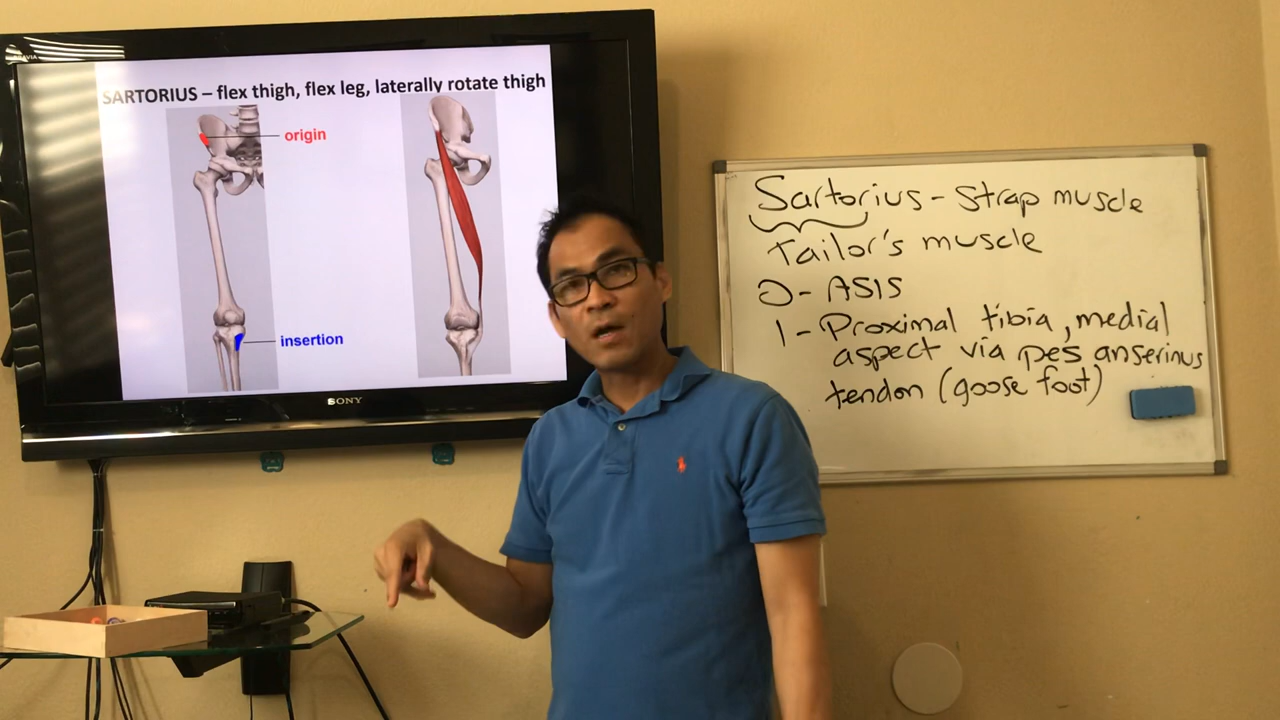 SARTORIUS – flex thigh, flex leg, laterally rotate thigh
origin
insertion
SONY
Sartorius - Strap muscle
Tailor's muscle
O - ASIS
I - Proximal tibia, medial
aspect via pes anserinus
tendon (goose foot)